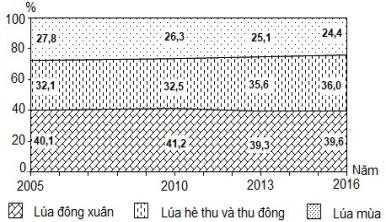 %
100
80
60
40
20
0
27,8 26,3 25,1 24,4
32,1 32,5 35,6 36,0
40,1 41,2 39,3 39,6
Năm
2005 2010 2013 2016
Lúa đông xuân Lúa hè thu và thu đông Lúa mùa